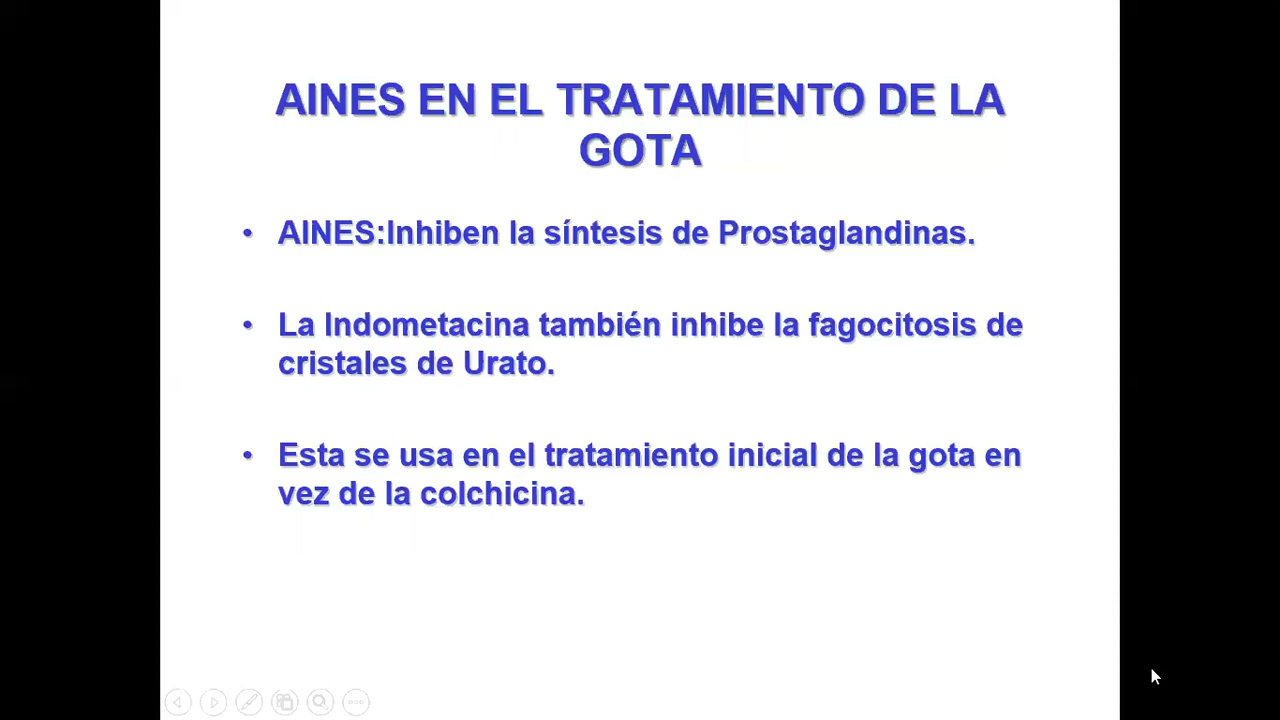 AINES EN EL TRATAMIENTO DE LA
GOTA
• AINES:Inhiben la síntesis de Prostaglandinas.
• La Indometacina también inhibe la fagocitosis de
cristales de Urato.
• Esta se usa en el tratamiento inicial de la gota en
vez de la colchicina.